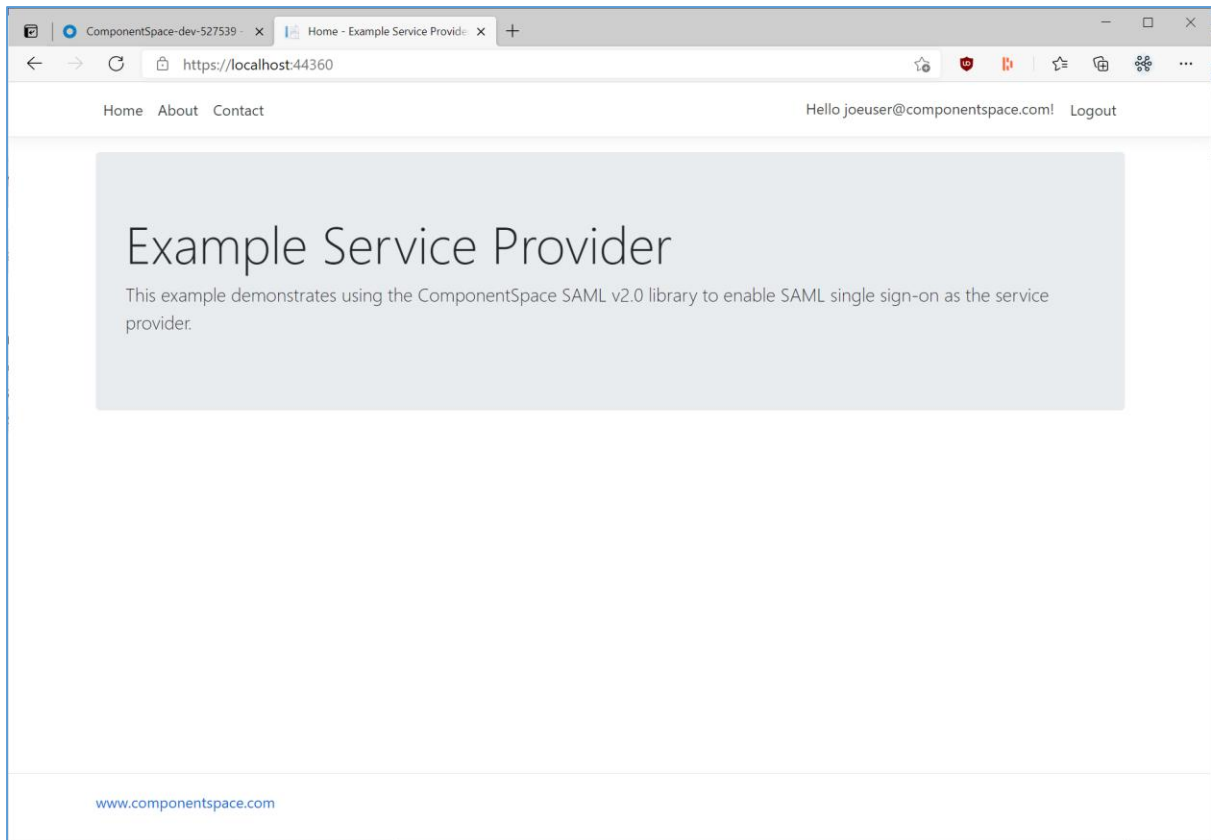 ComponentSpace-dev-527539 -
Home - Example Service Provide
https://localhost:44360
Home About Contact
Hello joeuser@componentspace.com! Logout
Example Service Provider
This example demonstrates using the ComponentSpace SAML v2.0 library to enable SAML single sign-on as the service
provider.
www.componentspace.com